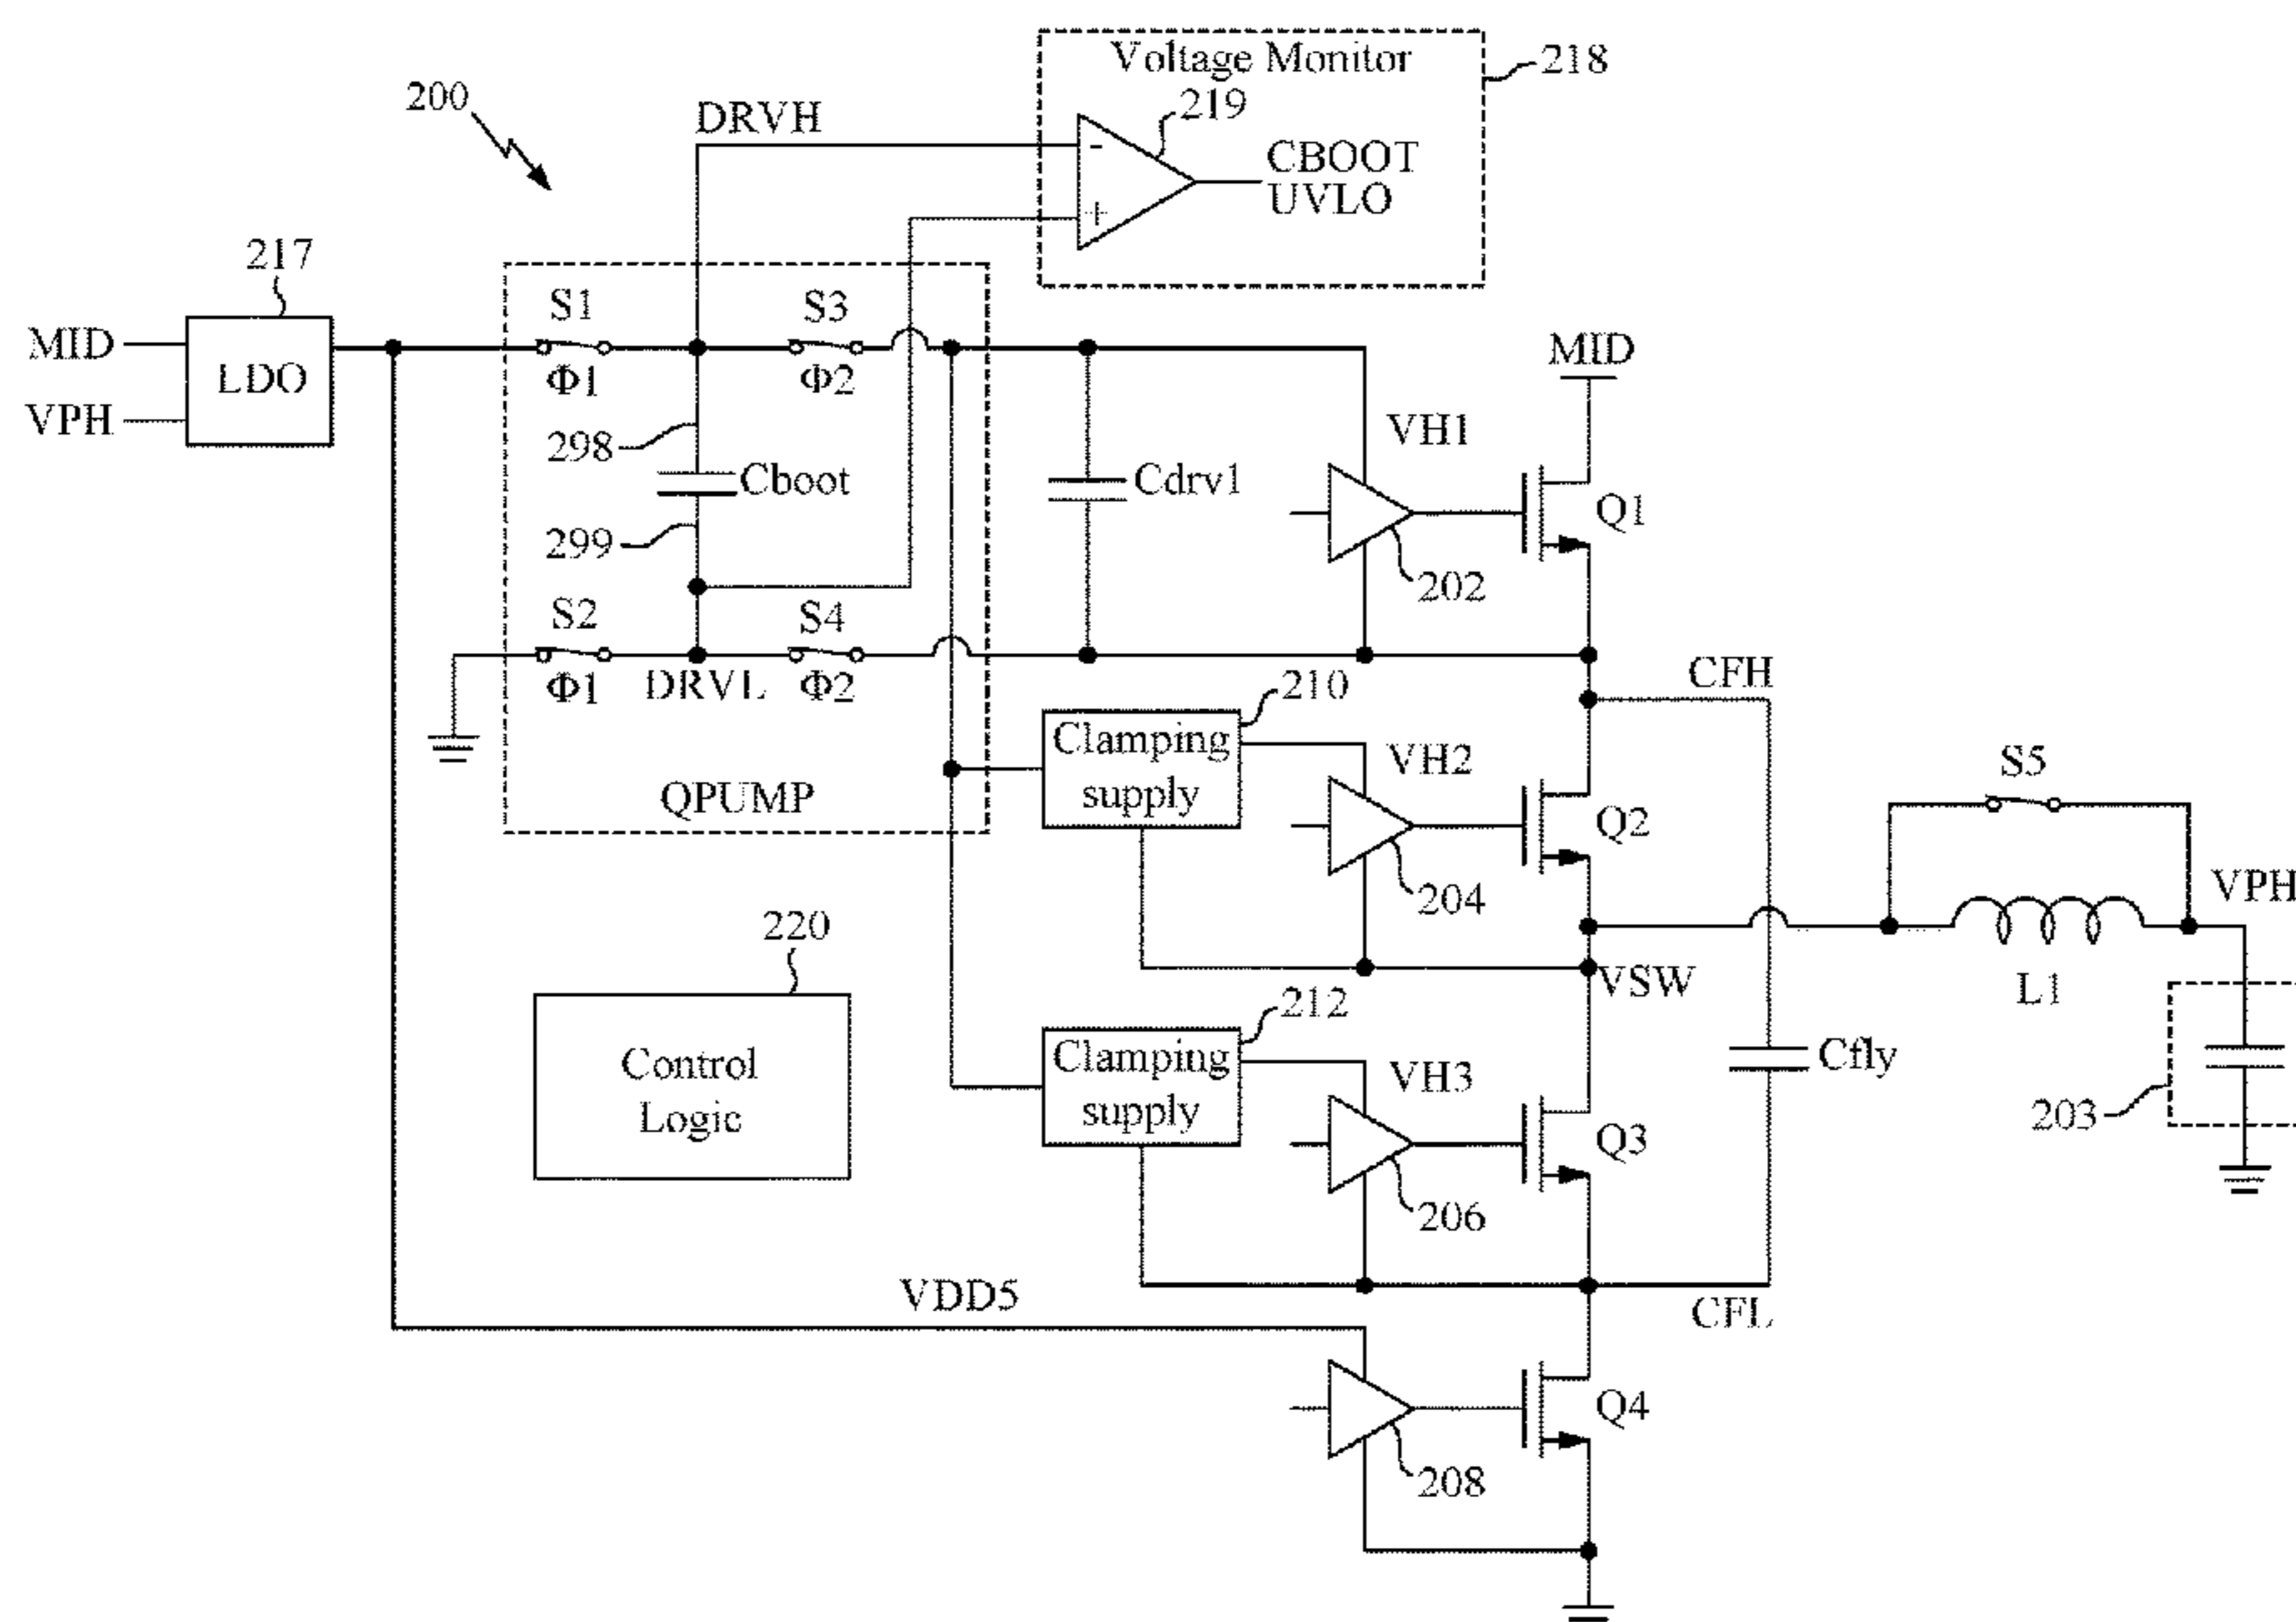 Voltage Monitor
218
200
DRVH
219
-
CBOOT
+
UVLO
217
S1
S3
MID
MID
LDO
Φ1
Φ2
VPH
298
VH1
Cboot
Cdrv1
Q1
299
202
S2
S4
Φ1
DRVL
Φ2
210
CFH
Clamping
supply
VH2
S5
QPUMP
Q2
204
VPH
220
VSW
L1
212
Control
Logic
Clamping
supply
VH3
Cfly
203
Q3
206
VDD5
CFL
Q4
208